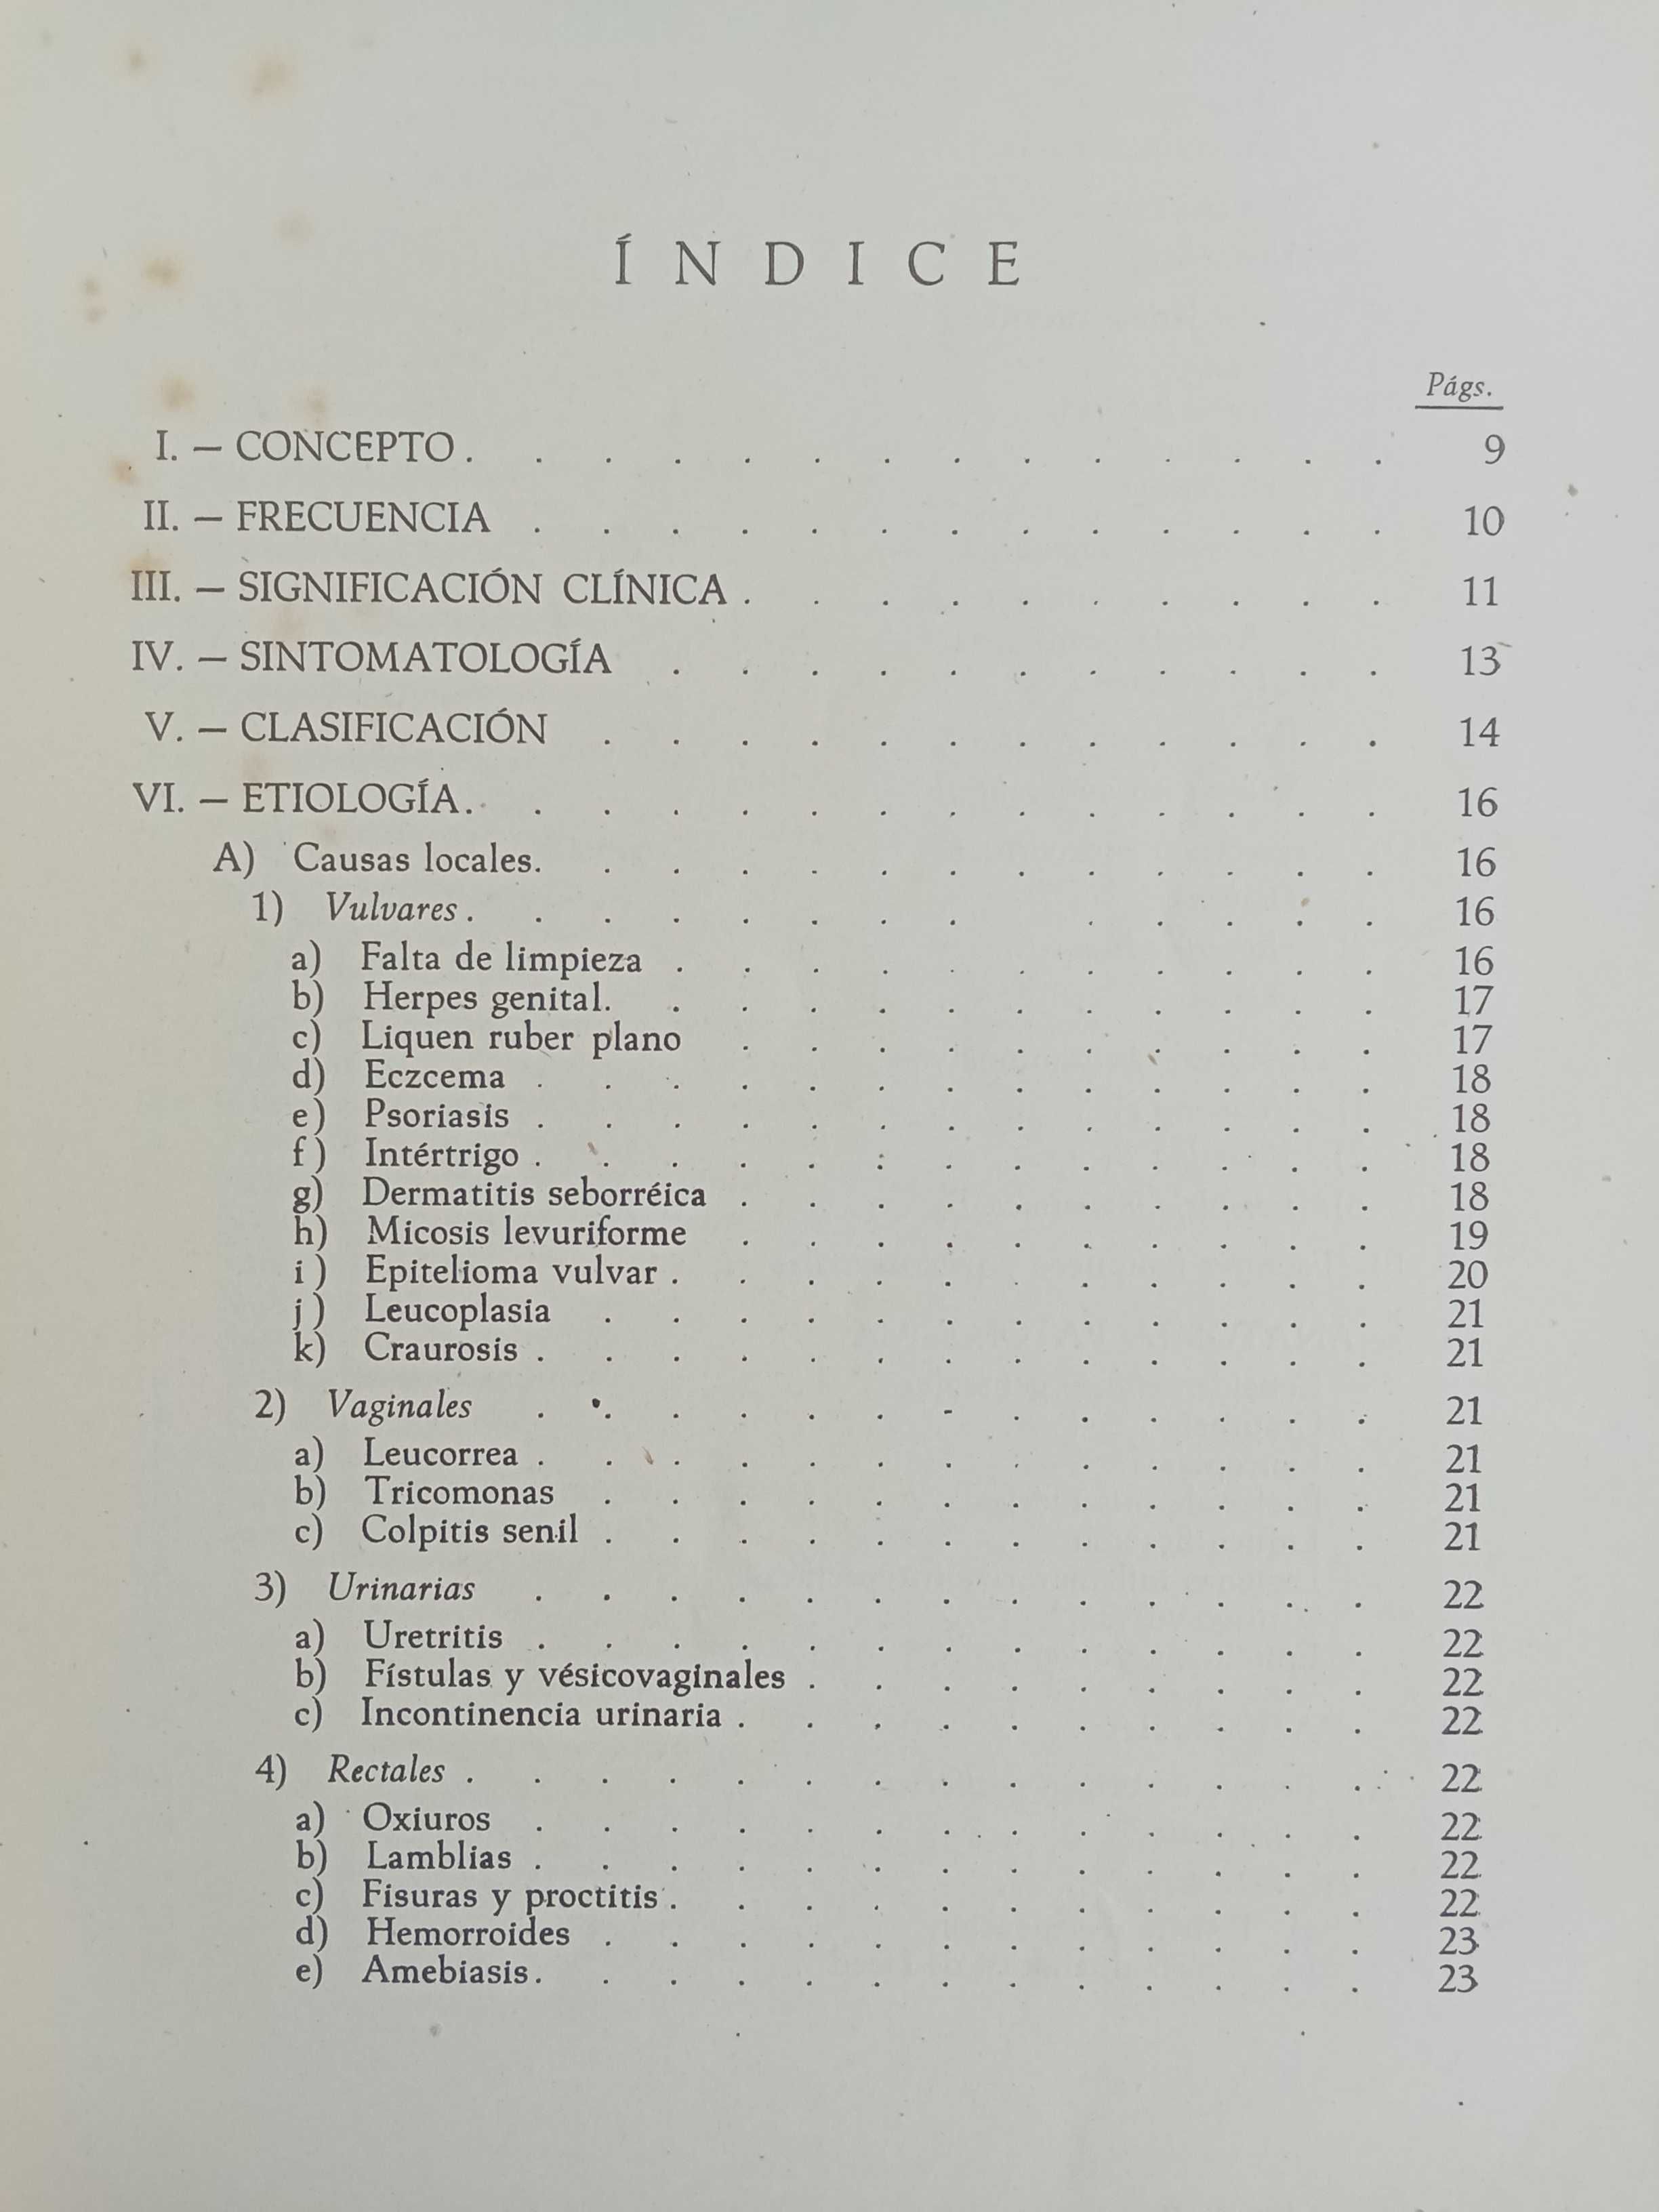 ÍNDICE
Págs.
I. — CONCEPTO . . . . . . . . . . . . . . 9
II. — FRECUENCIA . . . . . . . . . . . . . 10
III. — SIGNIFICACIÓN CLÍNICA . . . . . . . . . . 11
IV. — SINTOMATOLOGÍA . . . . . . . . . . . 13
V. — CLASIFICACIÓN . . . . . . . . . . . . 14
VI. — ETIOLOGÍA . . . . . . . . . . . . . . 16
A) Causas locales. . . . . . . . . . . . . 16
1) Vulvares . . . . . . . . . . . . . 16
a) Falta de limpieza . . . . . . . . . . . 16
b) Herpes genital. . . . . . . . . . . . 17
c) Liquen ruber plano . . . . . . . . . . 17
d) Eczcema . . . . . . . . . . . . . 18
e) Psoriasis . . . . . . . . . . . . . 18
f) Intértrigo . . . . . . . . . . . . . 18
g) Dermatitis seborréica . . . . . . . . . . 18
h) Micosis levuriforme . . . . . . . . . . 19
i) Epitelioma vulvar . . . . . . . . . . . 20
j) Leucoplasia . . . . . . . . . . . . 21
k) Craurosis . . . . . . . . . . . . . 21
2) Vaginales . . . . . . . . . . . . . 21
a) Leucorrea . . . . . . . . . . . . . 21
b) Tricomonas . . . . . . . . . . . . 21
c) Colpitis senil . . . . . . . . . . . . 21
3) Urinarias . . . . . . . . . . . . . 22
a) Uretritis . . . . . . . . . . . . . 22
b) Fístulas y vésicovaginales . . . . . . . . . 22
c) Incontinencia urinaria . . . . . . . . . . 22
4) Rectales . . . . . . . . . . . . . . 22
a) Oxiuros . . . . . . . . . . . . . 22
b) Lamblias . . . . . . . . . . . . . 22
c) Fisuras y proctitis . . . . . . . . . . . 22
d) Hemorroides . . . . . . . . . . . . 23
e) Amebiasis . . . . . . . . . . . . . 23